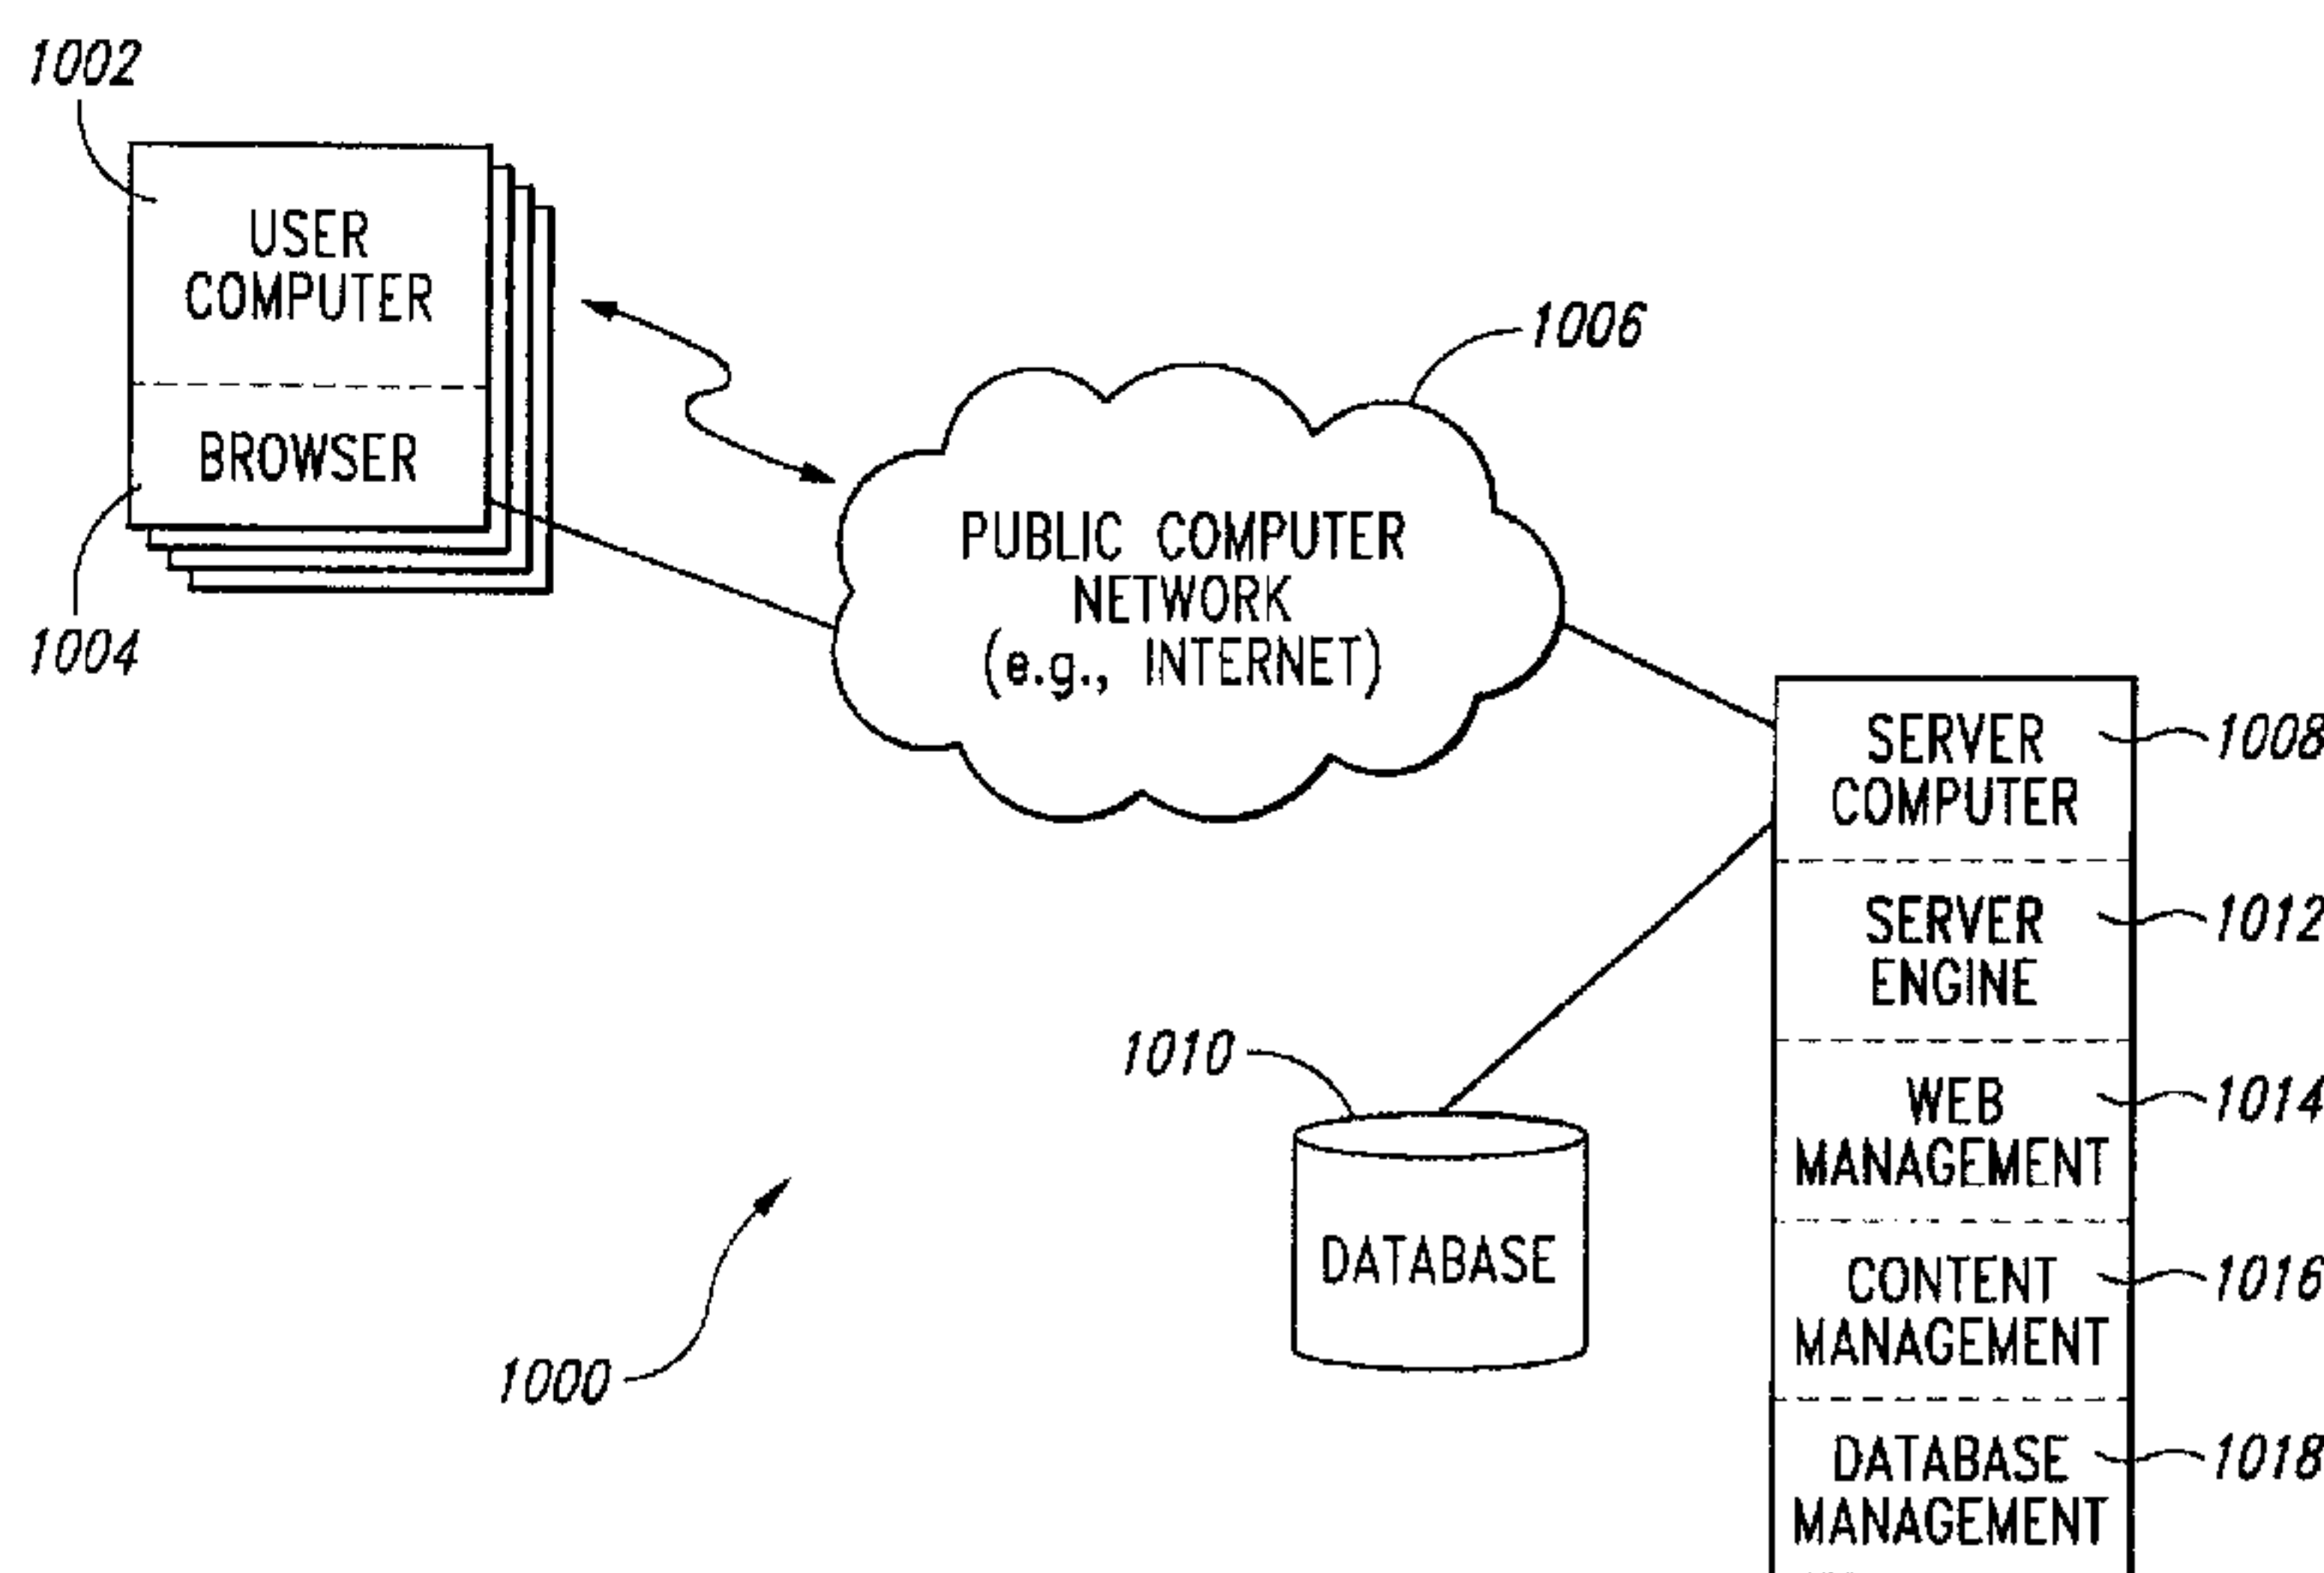 1002
USER
COMPUTER
BROWSER
1004
1006
PUBLIC COMPUTER
NETWORK
(e.g., INTERNET)
SERVER
COMPUTER
1008
SERVER
ENGINE
1012
1010
WEB
MANAGEMENT
1014
DATABASE
CONTENT
MANAGEMENT
1016
1000
DATABASE
MANAGEMENT
1018